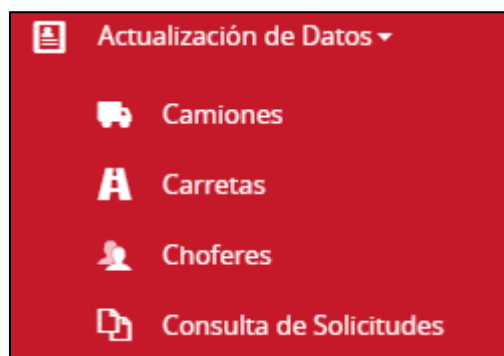 Actualización de Datos
Camiones
Carretas
Choferes
Consulta de Solicitudes